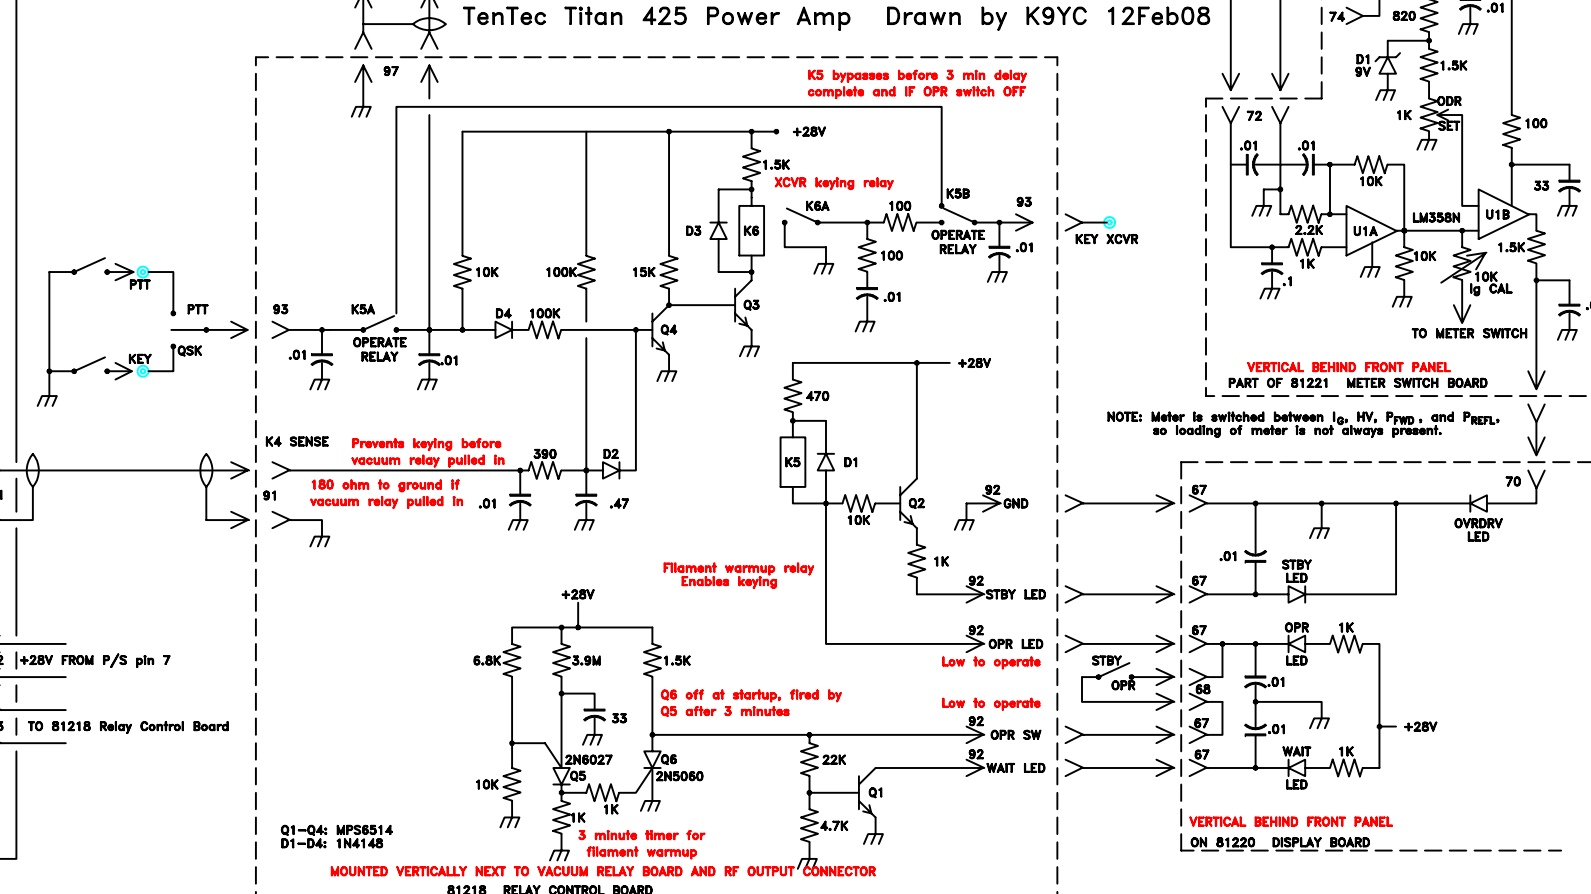 TenTec Titan 425 Power Amp  Drawn by K9YC 12Feb08
74
820
.01
97
D1
9V
1.5K
K5 bypasses before 3 min delay
complete and IF OPR switch OFF
1K
ODR
SET
72
100
+28V
.01
.01
1.5K
10K
XCVR keying relay
33
K5B
K6A
100
93
LM358N
U1B
D3
K6
OPERATE
RELAY
2.2K
U1A
KEY XCVR
.01
1.5K
100
1K
10K
10K
100K
15K
.1
10K
Ig CAL
PTT
.01
PTT
93
K5A
D4
100K
Q3
Q4
TO METER SWITCH
OPERATE
RELAY
QSK
KEY
.01
.01
+28V
VERTICAL BEHIND FRONT PANEL
PART OF 81221  METER SWITCH BOARD
470
NOTE: Meter is switched between IG, HV, PFWD, and PREFL,
so loading of meter is not always present.
K4 SENSE
Prevents keying before
vacuum relay pulled in
390
D2
K5
D1
180 ohm to ground if
vacuum relay pulled in
70
91
.01
.47
92
GND
67
Q2
10K
OVRDRV
LED
.01
1K
STBY
LED
Filament warmup relay
Enables keying
92
STBY LED
67
+28V
92
OPR LED
67
OPR
LED
1K
6.8K
3.9M
1.5K
Low to operate
STBY
OPR
+28V FROM P/S pin 7
68
.01
Q6 off at startup, fired by
Q5 after 3 minutes
Low to operate
33
92
OPR SW
67
.01
+28V
TO 81218 Relay Control Board
2N6027
Q5
Q6
2N5060
22K
92
WAIT LED
67
WAIT
LED
1K
10K
Q1
1K
1K
4.7K
VERTICAL BEHIND FRONT PANEL
ON 81220  DISPLAY BOARD
Q1-Q4: MPS6514
D1-D4: 1N4148
3 minute timer for
filament warmup
MOUNTED VERTICALLY NEXT TO VACUUM RELAY BOARD AND RF OUTPUT CONNECTOR
81218  RELAY CONTROL BOARD